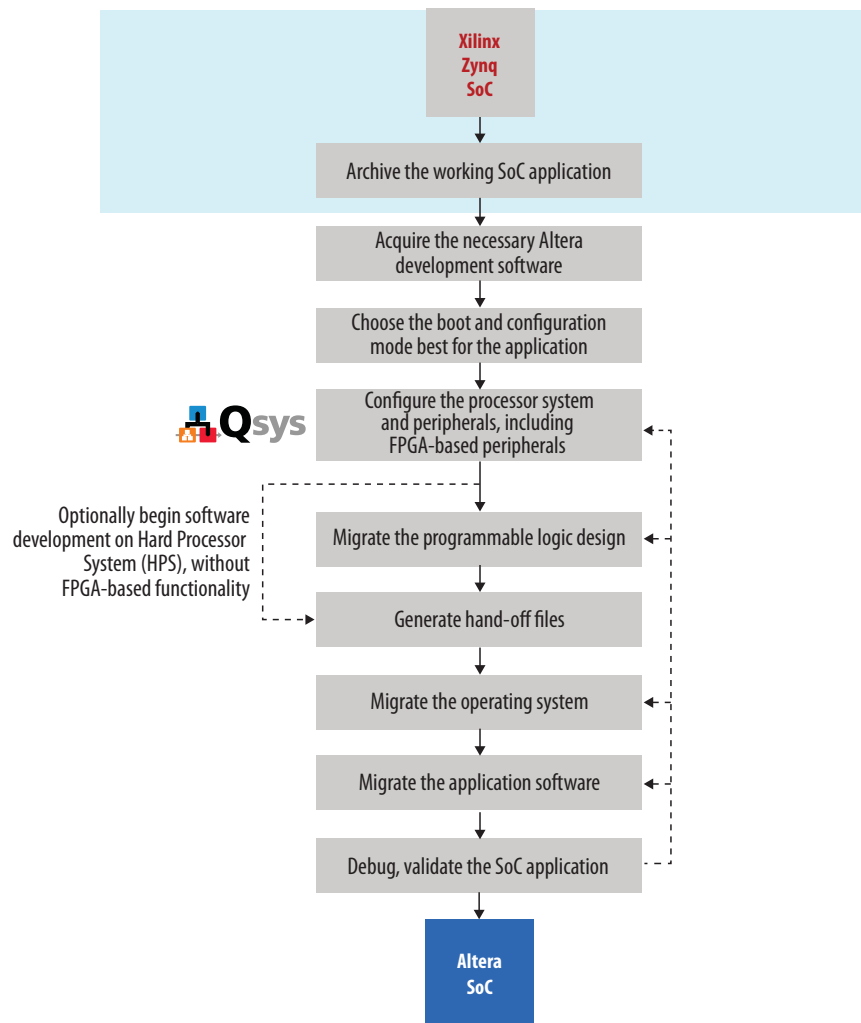 Xilinx
Zynq
SoC
Archive the working SoC application
Acquire the necessary Altera
development software
Choose the boot and configuration
mode best for the application
Qsys
Configure the processor system
and peripherals, including
FPGA-based peripherals
Optionally begin software
development on Hard Processor
System (HPS), without
FPGA-based functionality
Migrate the programmable logic design
Generate hand-off files
Migrate the operating system
Migrate the application software
Debug, validate the SoC application
Altera
SoC